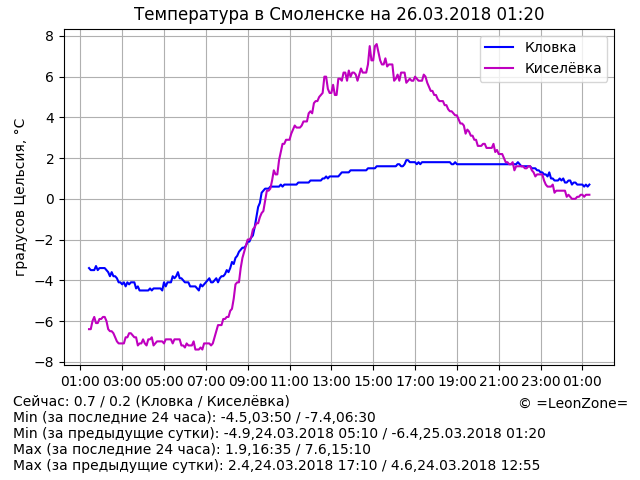 Температура в Смоленске на 26.03.2018 01:20
градусов Цельсия, °C
8
6
4
2
0
−2
−4
−6
−8
Кловка
Киселёвка
01:00 03:00 05:00 07:00 09:00 11:00 13:00 15:00 17:00 19:00 21:00 23:00 01:00
Сейчас: 0.7 / 0.2 (Кловка / Киселёвка)
© =LeonZone=
Min (за последние 24 часа): -4.5,03:50 / -7.4,06:30
Min (за предыдущие сутки): -4.9,24.03.2018 05:10 / -6.4,25.03.2018 01:20
Max (за последние 24 часа): 1.9,16:35 / 7.6,15:10
Max (за предыдущие сутки): 2.4,24.03.2018 17:10 / 4.6,24.03.2018 12:55